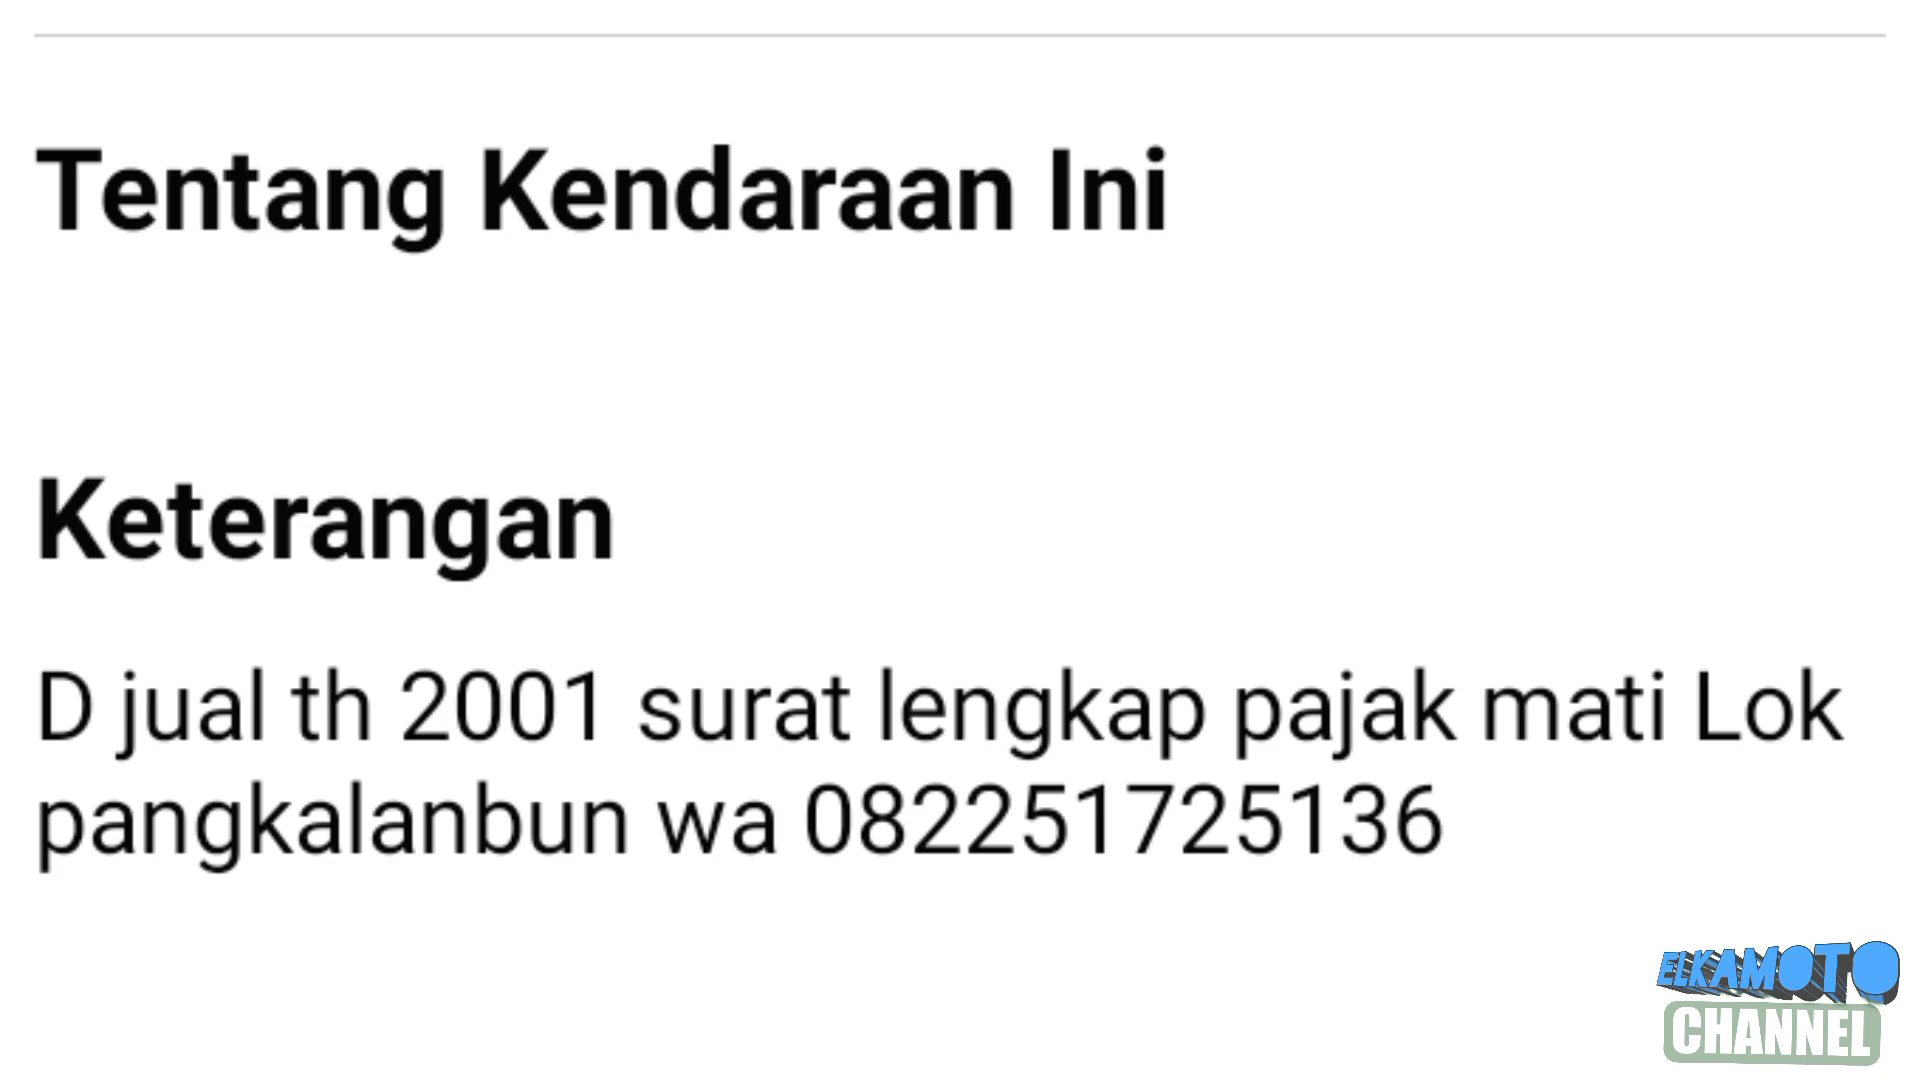 Tentang Kendaraan Ini
Keterangan
D jual th 2001 surat lengkap pajak mati Lok
pangkalanbun wa 082251725136
ELKAMOTO
CHANNEL